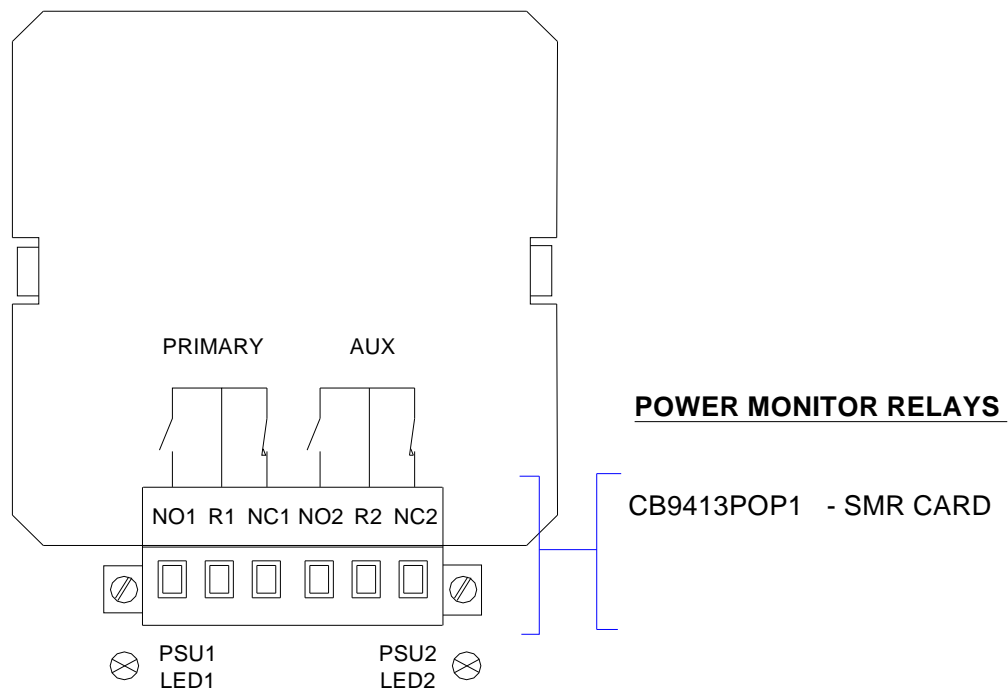 PRIMARY AUX
POWER MONITOR RELAYS
NO1 R1 NC1 NO2 R2 NC2
CB9413POP1 - SMR CARD
PSU1 PSU2
LED1 LED2